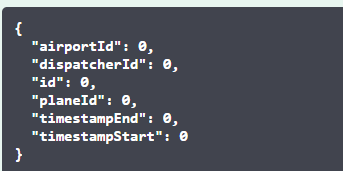 {
  "airportId": 0,
  "dispatcherId": 0,
  "id": 0,
  "planeId": 0,
  "timestampEnd": 0,
  "timestampStart": 0
}